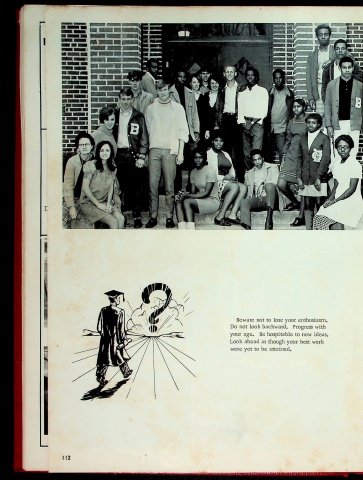 B
B
Beware not to lose your enthusiasm.
Do not look backward. Progress with
your age. Be hospitable to new ideas.
Look ahead as though your best work
were yet to be attained.
?
112